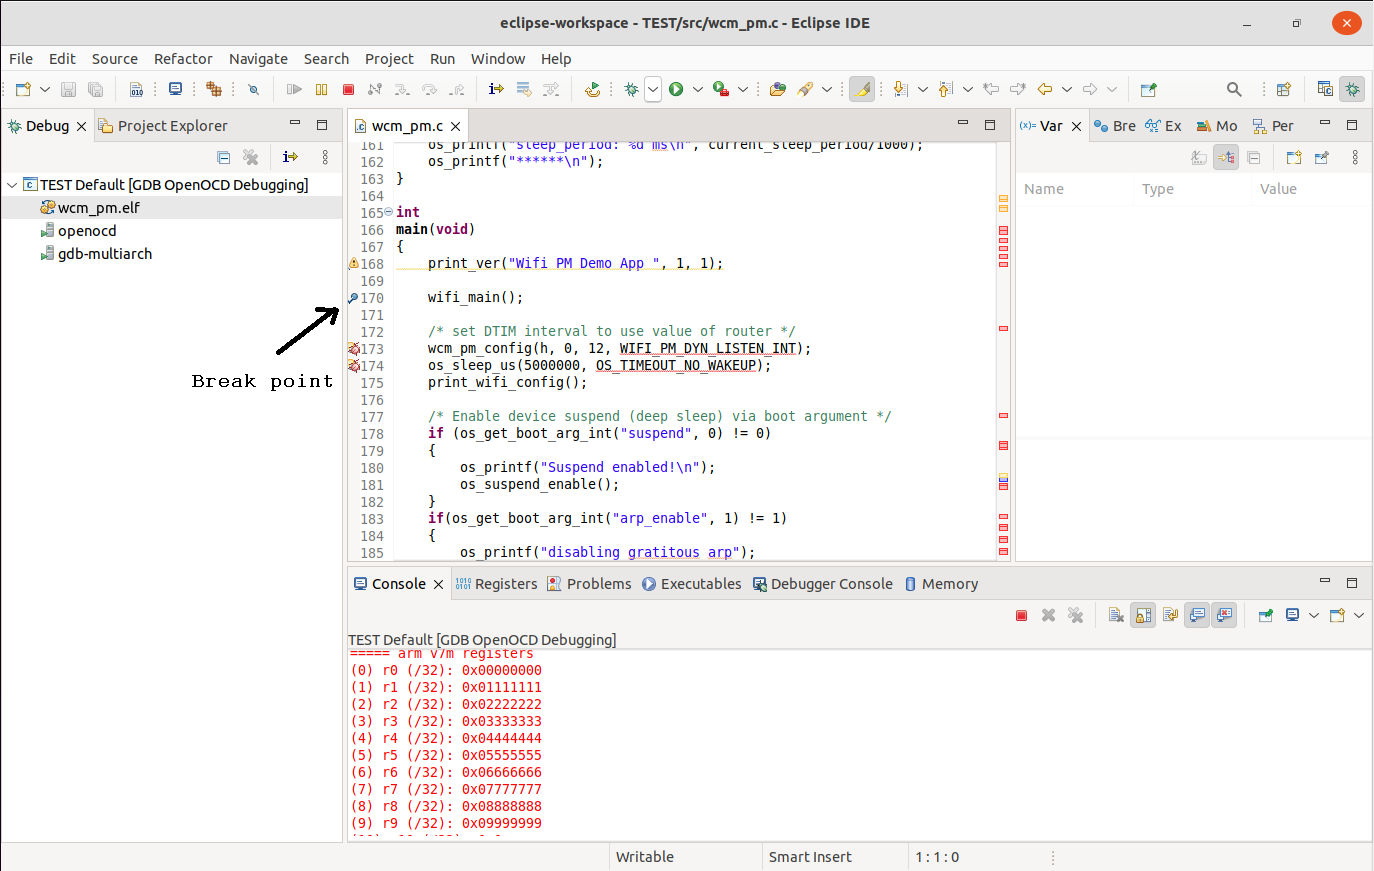 eclipse-workspace - TEST/src/wcm_pm.c - Eclipse IDE
File Edit Source Refactor Navigate Search Project Run Window Help
Debug
Project Explorer
TEST Default [GDB OpenOCD Debugging]
wcm_pm.elf
openocd
gdb-multiarch
Break point
wcm_pm.c
161 os_printf("sleep_period: %d ms\n", current_sleep_period/1000);
162 os_printf("******\n");
163 }
164
165 int
166 main(void)
167 {
168 print_ver("Wifi PM Demo App ", 1, 1);
169
170 wifi_main();
171
172 /* set DTIM interval to use value of router */
173 wcm_pm_config(h, 0, 12, WIFI_PM_DYN_LISTEN_INT);
174 os_sleep_us(5000000, OS_TIMEOUT_NO_WAKEUP);
175 print_wifi_config();
176
177 /* Enable device suspend (deep sleep) via boot argument */
178 if (os_get_boot_arg_int("suspend", 0) != 0)
179 {
180 os_printf("Suspend enabled!\n");
181 os_suspend_enable();
182 }
183 if(os_get_boot_arg_int("arp_enable", 1) != 1)
184 {
185 os_printf("disabling gratitous arp");
(x)= Var Bre Ex Mo Per
Name Type Value
Console Registers Problems Executables Debugger Console Memory
TEST Default [GDB OpenOCD Debugging]
===== arm v7m registers
(0) r0 (/32): 0x00000000
(1) r1 (/32): 0x01111111
(2) r2 (/32): 0x02222222
(3) r3 (/32): 0x03333333
(4) r4 (/32): 0x04444444
(5) r5 (/32): 0x05555555
(6) r6 (/32): 0x06666666
(7) r7 (/32): 0x07777777
(8) r8 (/32): 0x08888888
(9) r9 (/32): 0x09999999
Writable Smart Insert 1 : 1 : 0